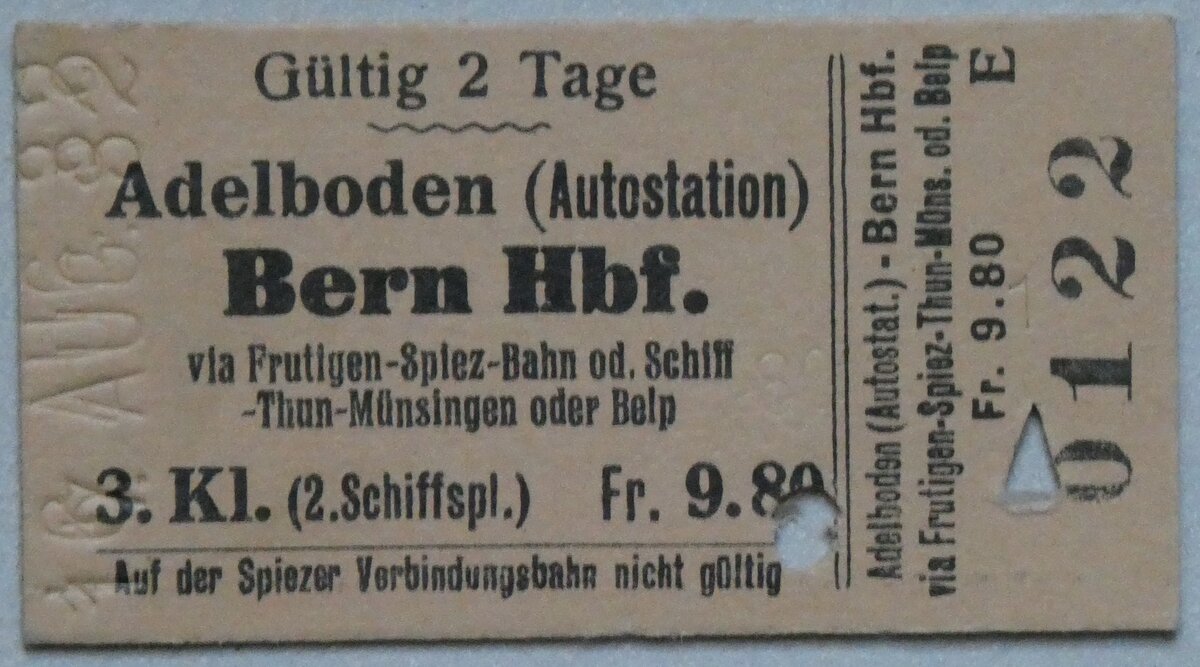 Gültig 2 Tage
Adelboden (Autostation)
Bern Hbf.
via Frutigen-Spiez-Bahn od. Schiff
-Thun-Münsingen oder Belp
3. Kl. (2.Schiffspl.) Fr. 9.80
Auf der Spiezer Verbindungsbahn nicht gültig
Adelboden (Autostat.) - Bern Hbf.
via Frutigen-Spiez-Thun-Müns. od. Belp
Fr. 9.80 E
0122
AUG. 32